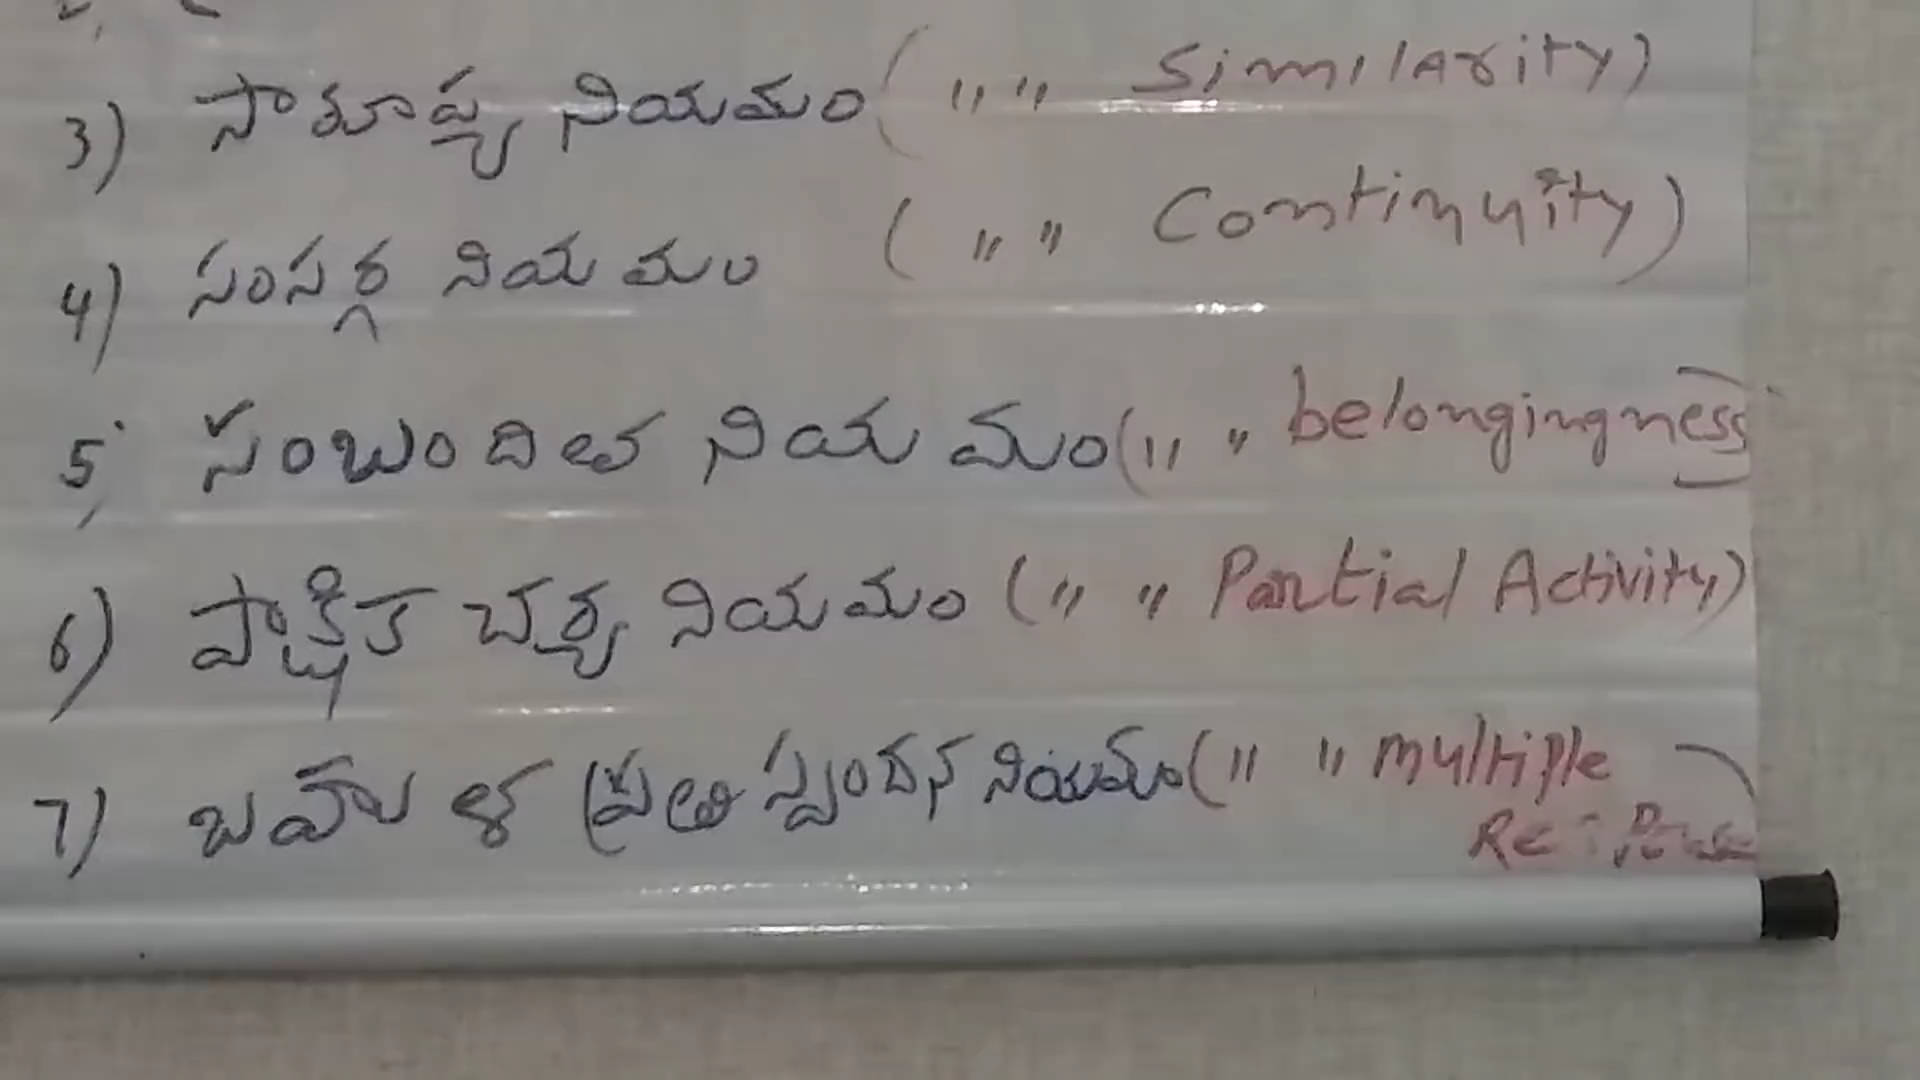 3) సారూప్య నియమం ( " " Similarity)
4) సంసర్గ నియమం ( " " Continuity)
5) సంబందిత నియమం ( " " belongingness)
6) పాక్షిక చర్య నియమం ( " " Partial Activity)
7) బహుళ ప్రతి స్పందన నియమం ( " " multiple